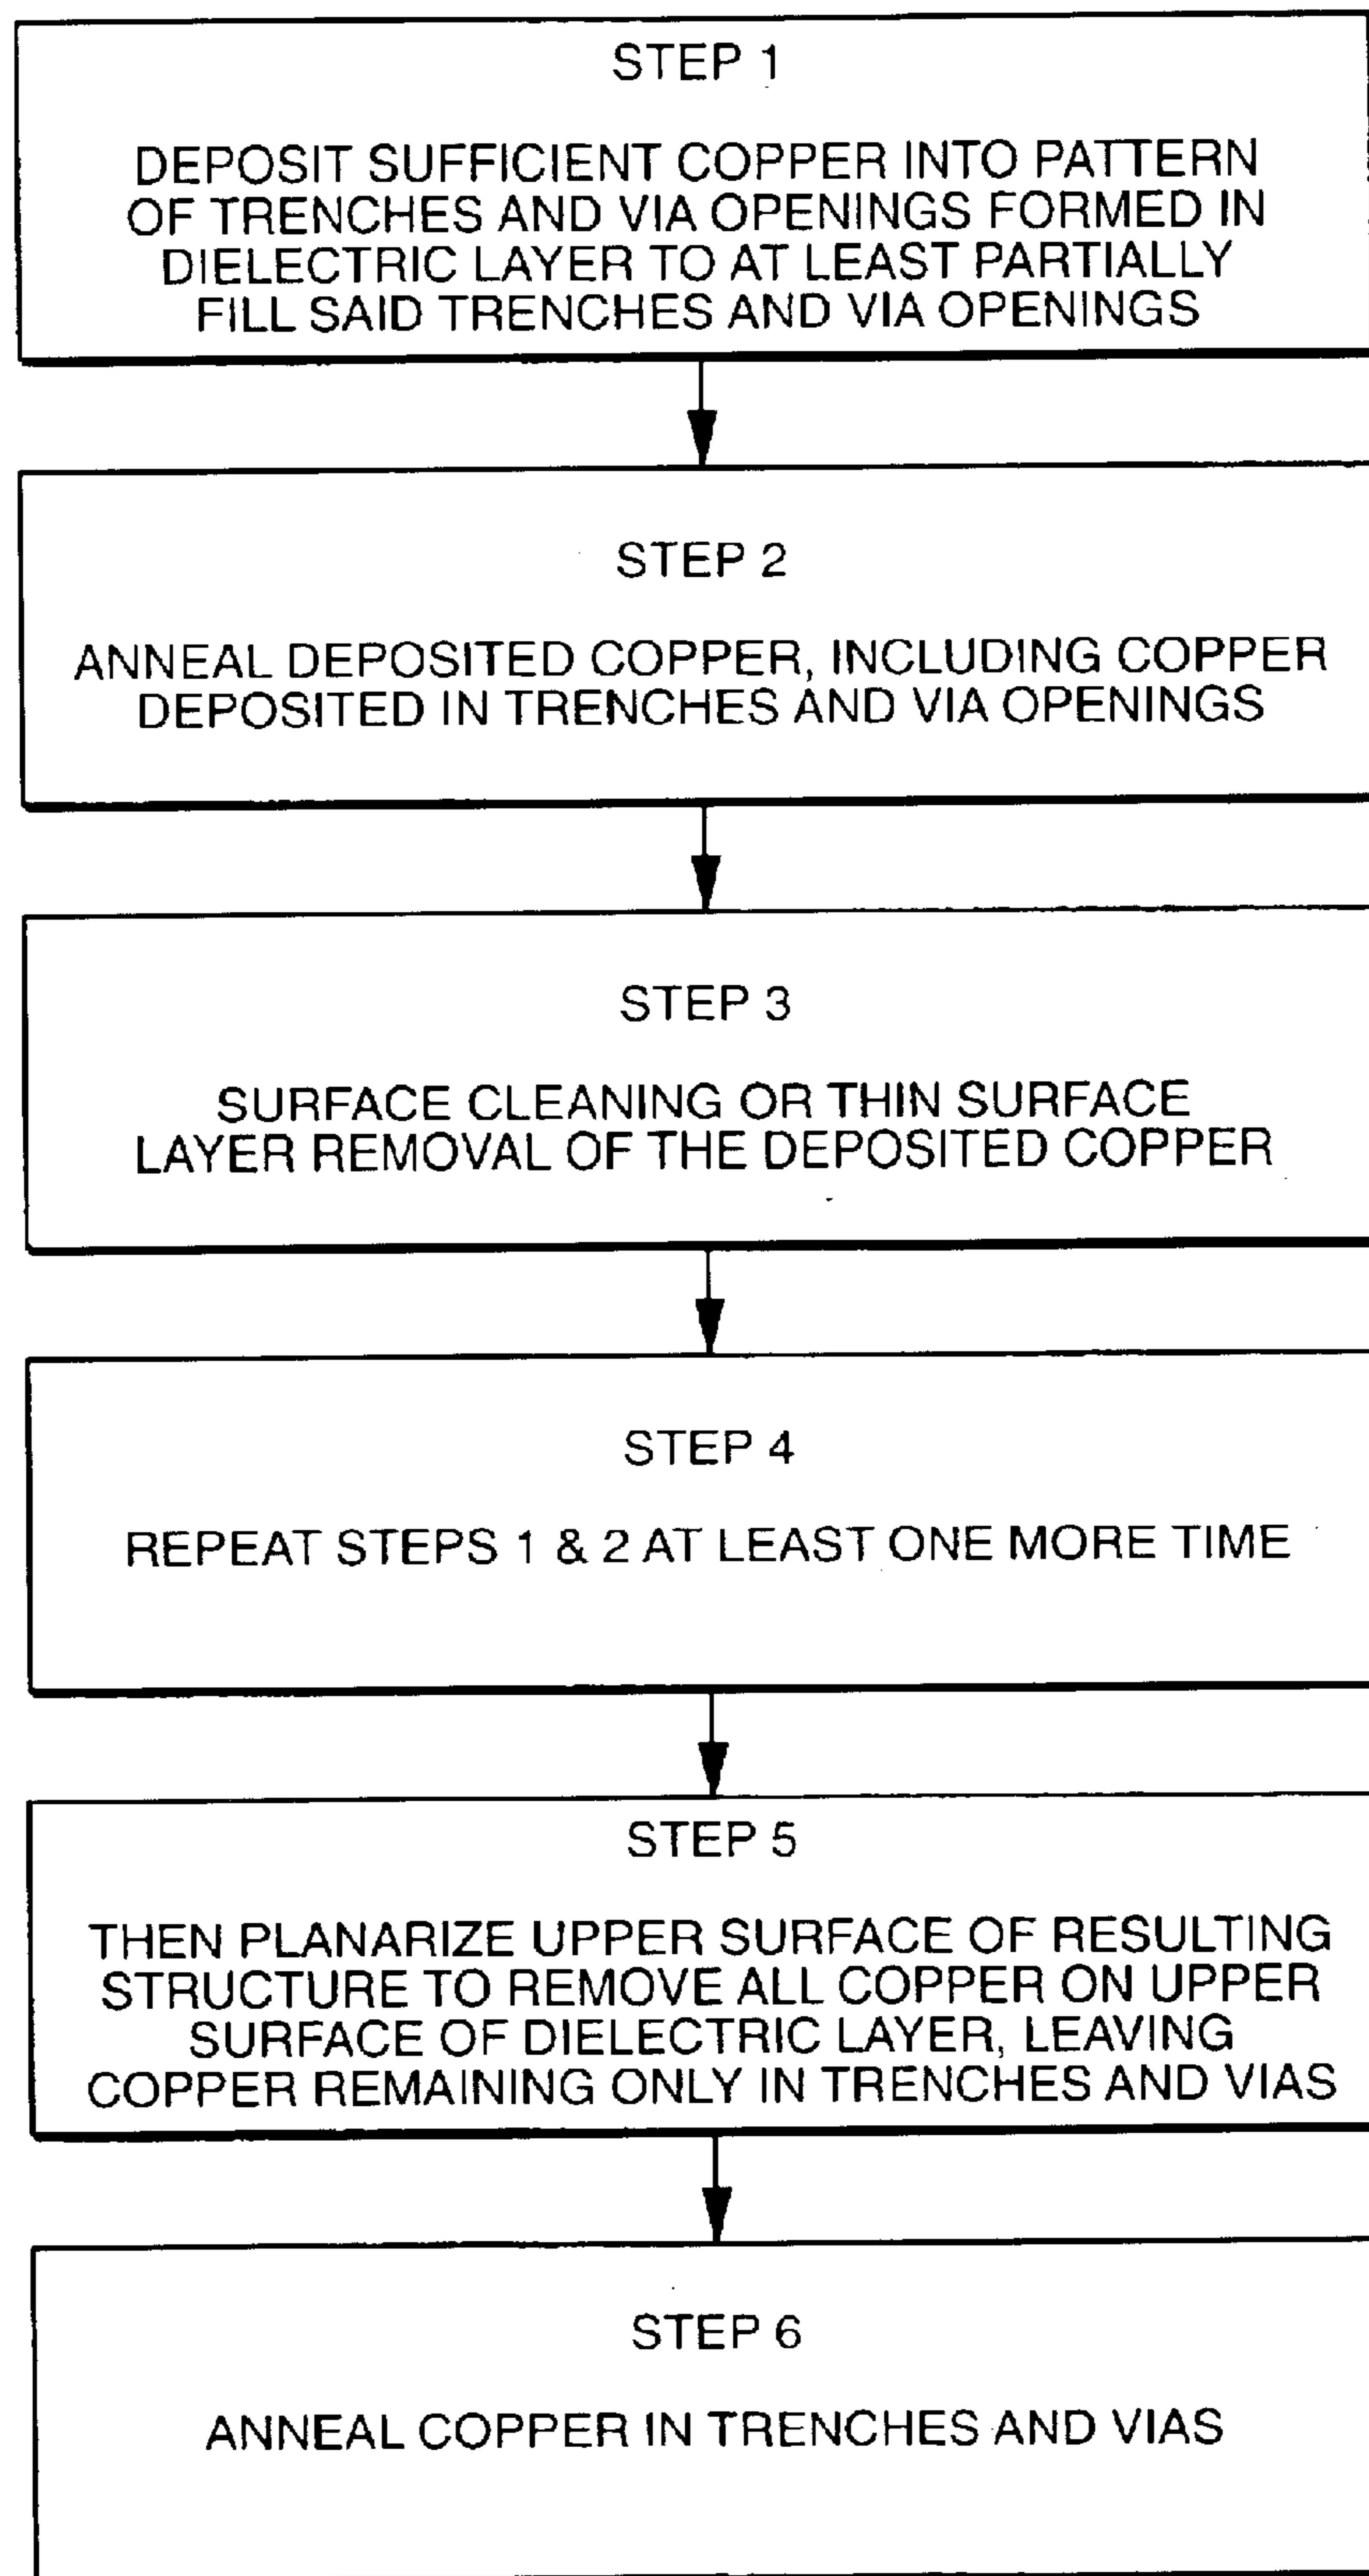 STEP 1
DEPOSIT SUFFICIENT COPPER INTO PATTERN
OF TRENCHES AND VIA OPENINGS FORMED IN
DIELECTRIC LAYER TO AT LEAST PARTIALLY
FILL SAID TRENCHES AND VIA OPENINGS
STEP 2
ANNEAL DEPOSITED COPPER, INCLUDING COPPER
DEPOSITED IN TRENCHES AND VIA OPENINGS
STEP 3
SURFACE CLEANING OR THIN SURFACE
LAYER REMOVAL OF THE DEPOSITED COPPER
STEP 4
REPEAT STEPS 1 & 2 AT LEAST ONE MORE TIME
STEP 5
THEN PLANARIZE UPPER SURFACE OF RESULTING
STRUCTURE TO REMOVE ALL COPPER ON UPPER
SURFACE OF DIELECTRIC LAYER, LEAVING
COPPER REMAINING ONLY IN TRENCHES AND VIAS
STEP 6
ANNEAL COPPER IN TRENCHES AND VIAS